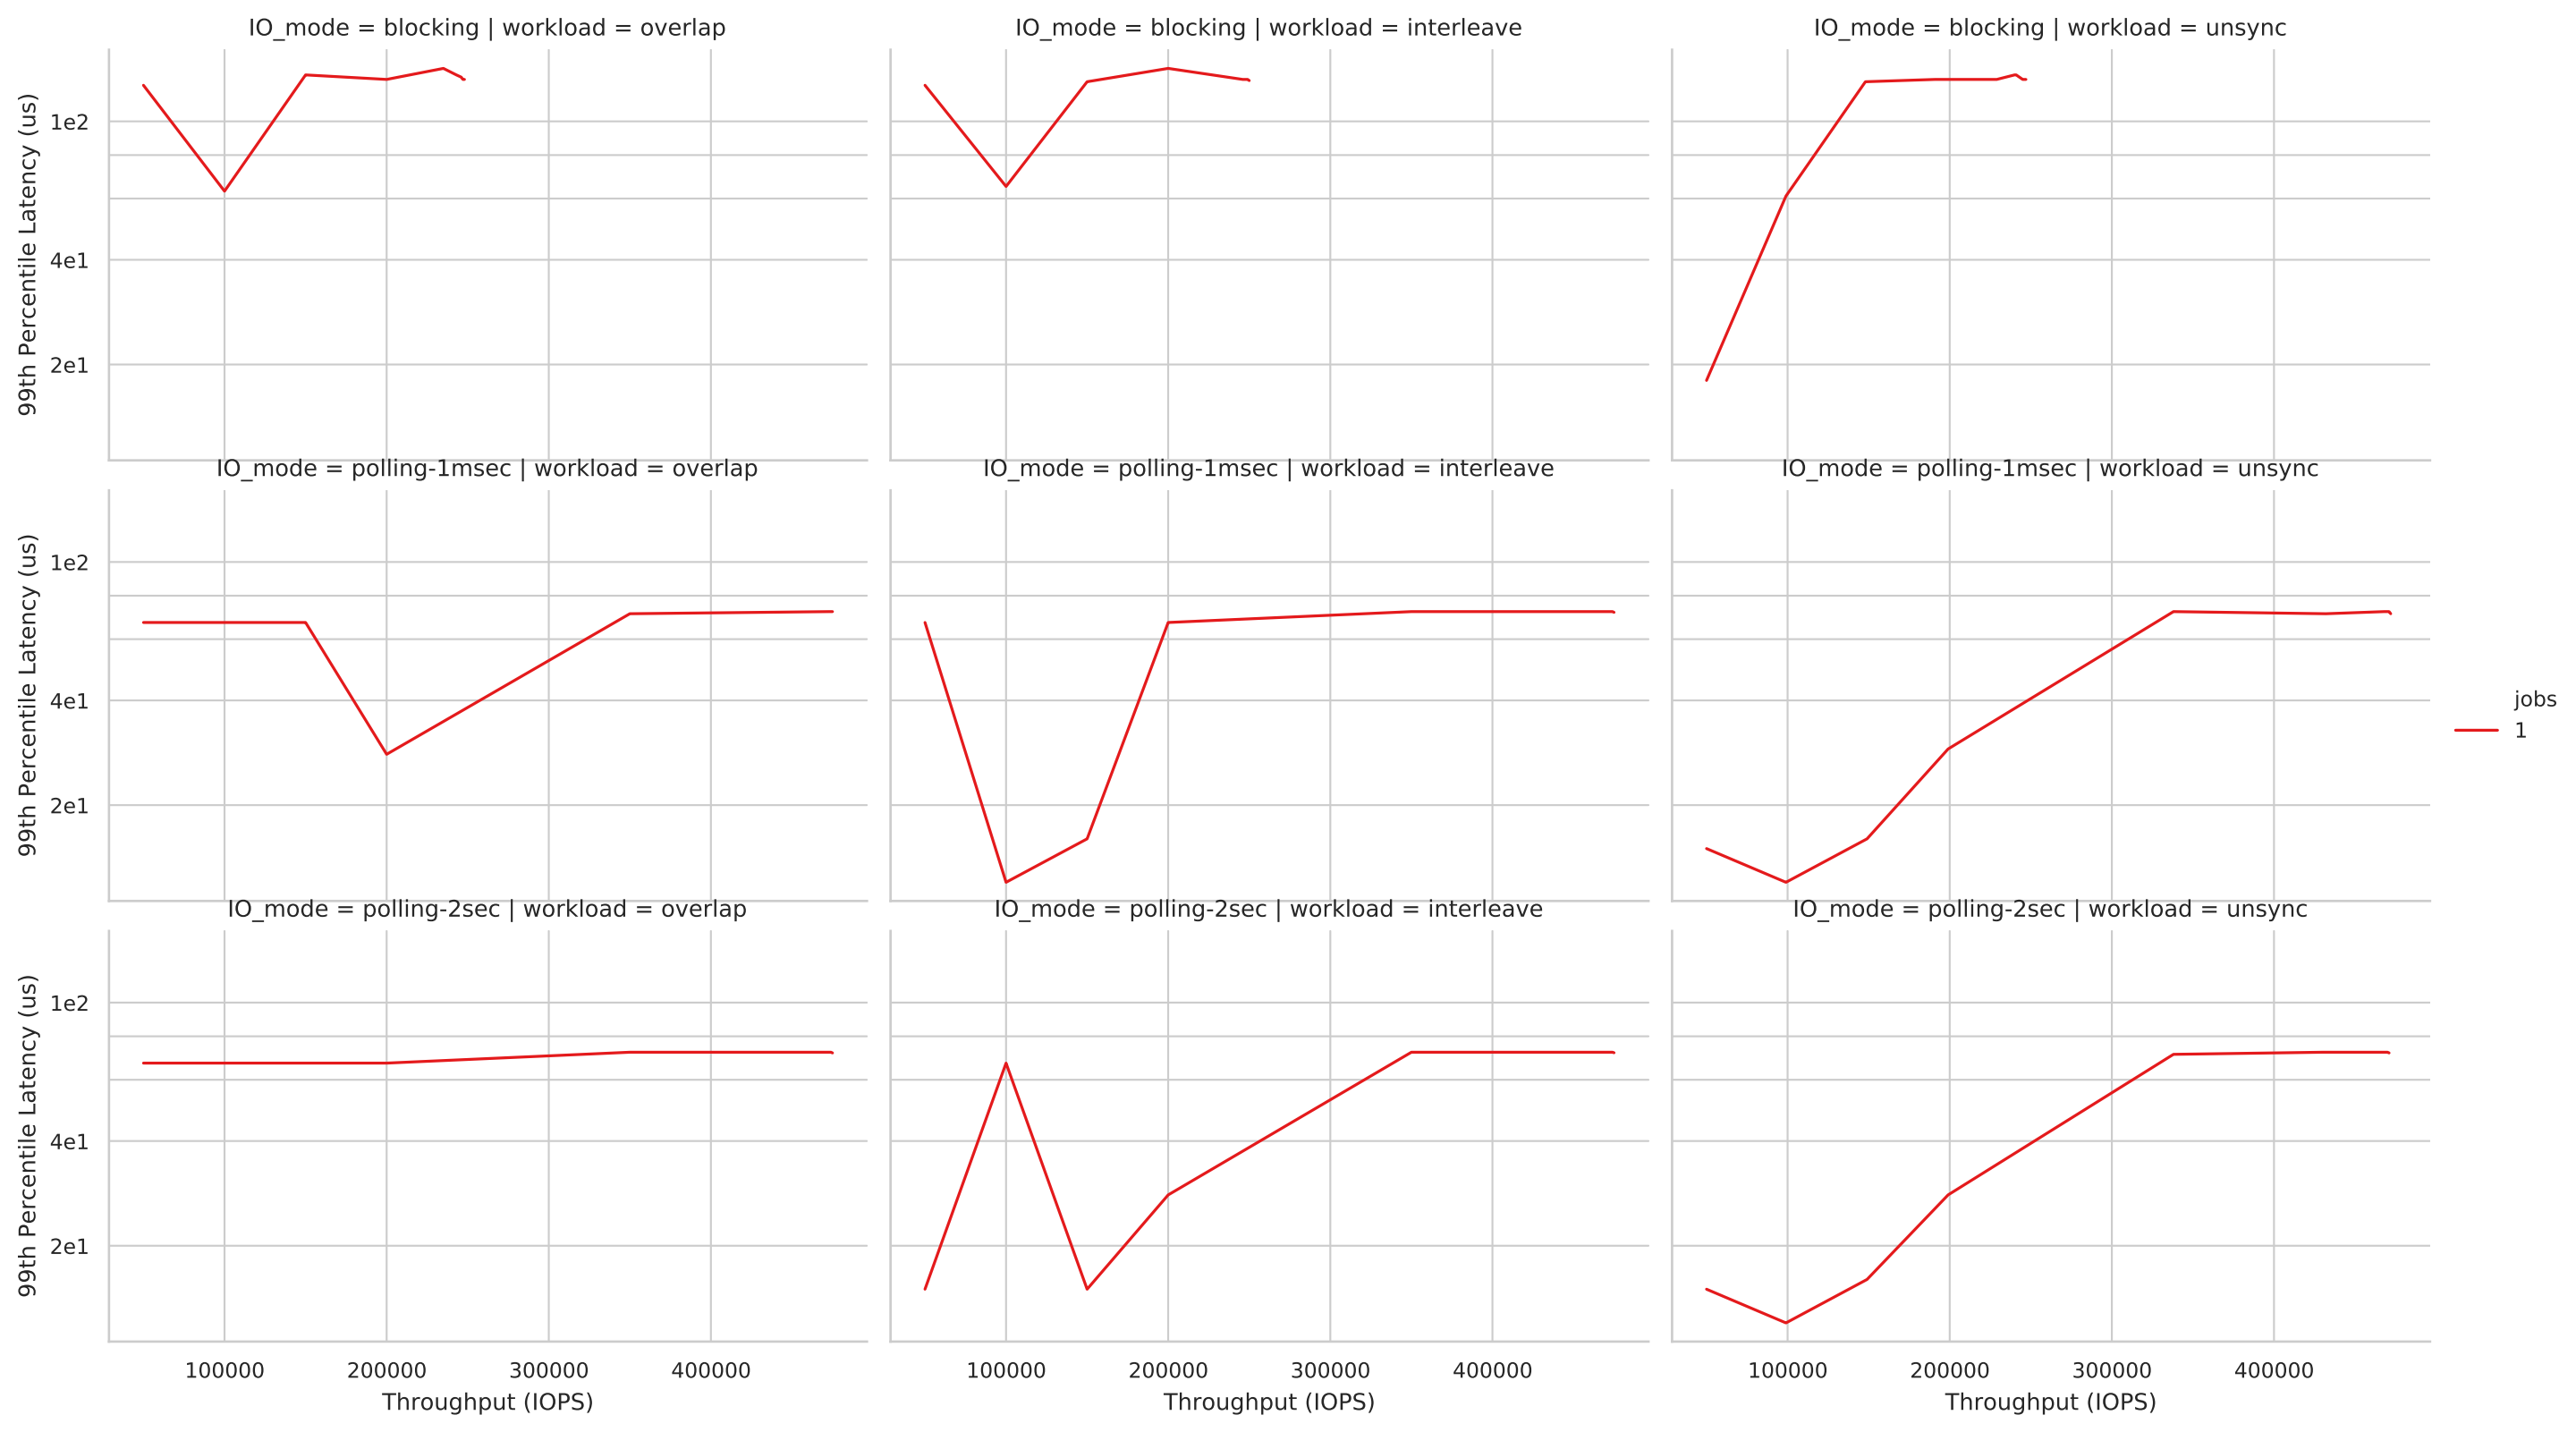 IO_mode = blocking | workload = overlap
IO_mode = blocking | workload = interleave
IO_mode = blocking | workload = unsync
99th Percentile Latency (us)
1e2
4e1
2e1
IO_mode = polling-1msec | workload = overlap
IO_mode = polling-1msec | workload = interleave
IO_mode = polling-1msec | workload = unsync
99th Percentile Latency (us)
1e2
4e1
2e1
jobs
1
IO_mode = polling-2sec | workload = overlap
IO_mode = polling-2sec | workload = interleave
IO_mode = polling-2sec | workload = unsync
99th Percentile Latency (us)
1e2
4e1
2e1
100000 200000 300000 400000
100000 200000 300000 400000
100000 200000 300000 400000
Throughput (IOPS)
Throughput (IOPS)
Throughput (IOPS)